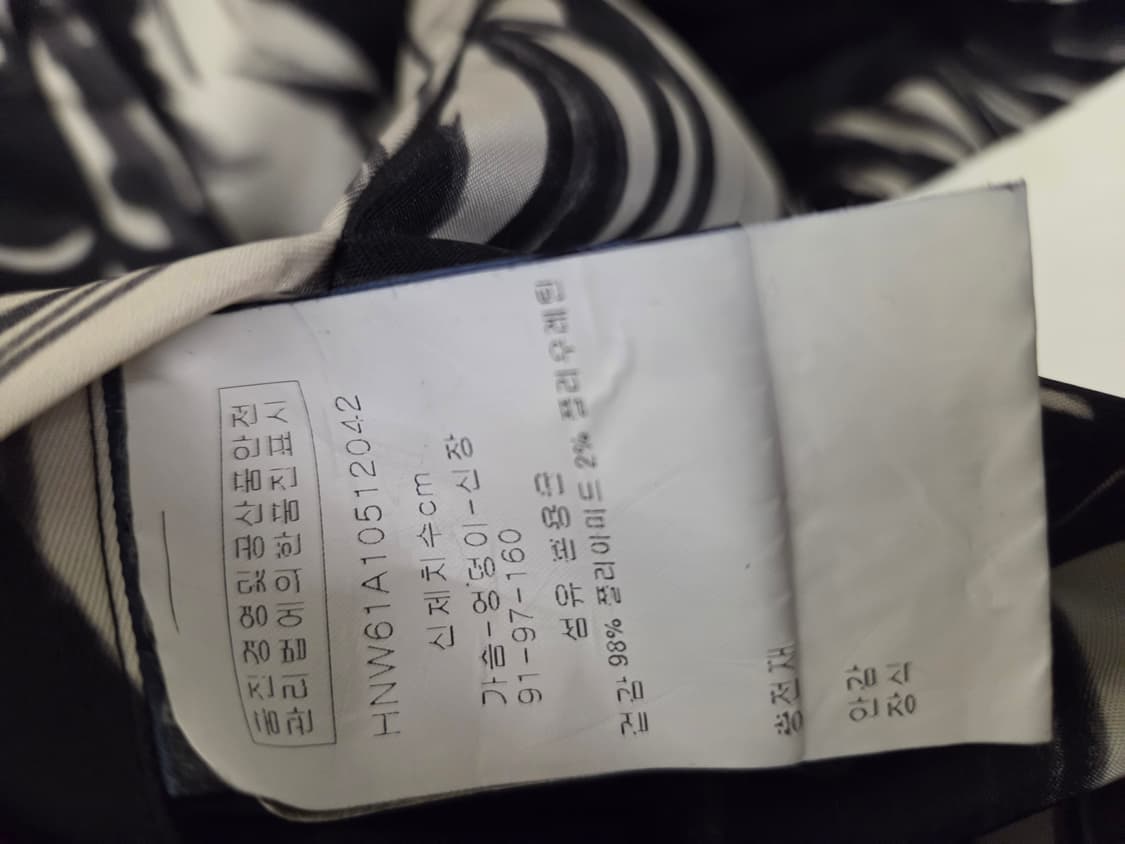 품질경영및공산품안전
관리법에의한품질표시
HNW61A10512042
신체치수cm
가슴-엉덩이-신장
91-97-160
섬유 혼용율
겉감 98% 폴리아미드 2% 폴리우레탄
충전재
안감
장식